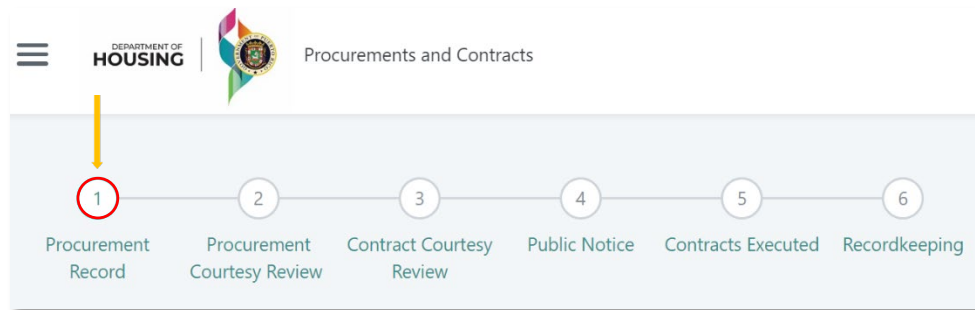 DEPARTMENT OF
HOUSING
Procurements and Contracts
1 2 3 4 5 6
Procurement Record
Procurement Courtesy Review
Contract Courtesy Review
Public Notice
Contracts Executed
Recordkeeping